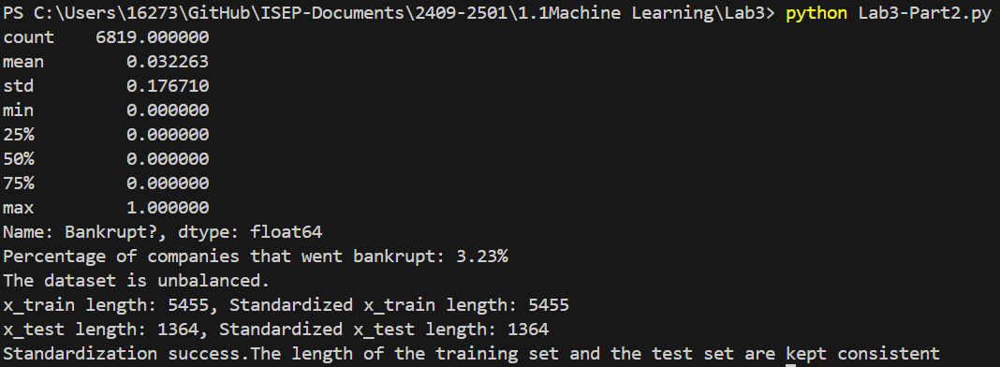 PS C:\Users\16273\GitHub\ISEP-Documents\2409-2501\1.1Machine Learning\Lab3> python Lab3-Part2.py
count    6819.000000
mean        0.032263
std         0.176710
min         0.000000
25%         0.000000
50%         0.000000
75%         0.000000
max         1.000000
Name: Bankrupt?, dtype: float64
Percentage of companies that went bankrupt: 3.23%
The dataset is unbalanced.
x_train length: 5455, Standardized x_train length: 5455
x_test length: 1364, Standardized x_test length: 1364
Standardization success.The length of the training set and the test set are kept consistent